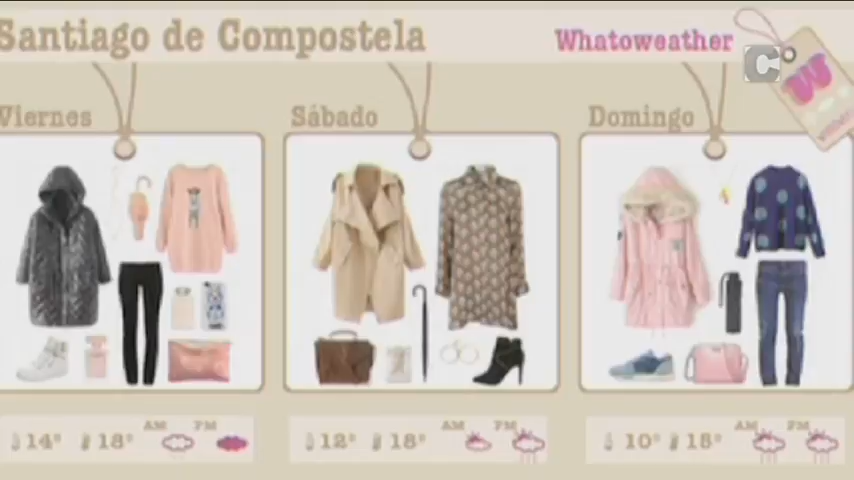 Santiago de Compostela
Whatoweather
C
W
Viernes
Sábado
Domingo
AM PM
14º 18º
AM PM
12º 18º
AM PM
10º 15º